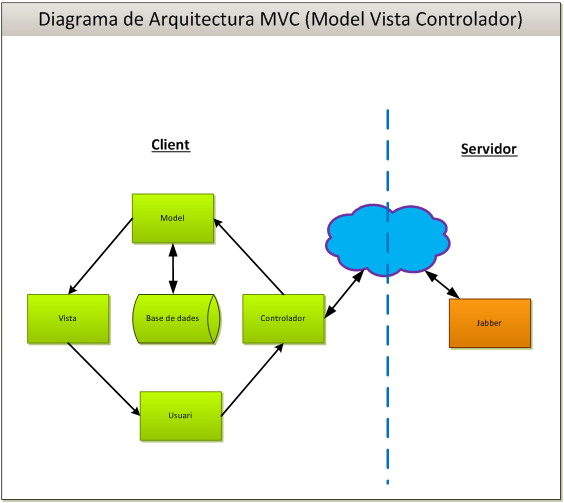 Diagrama de Arquitectura MVC (Model Vista Controlador)
Client
Servidor
Model
Vista
Base de dades
Controlador
Jabber
Usuari